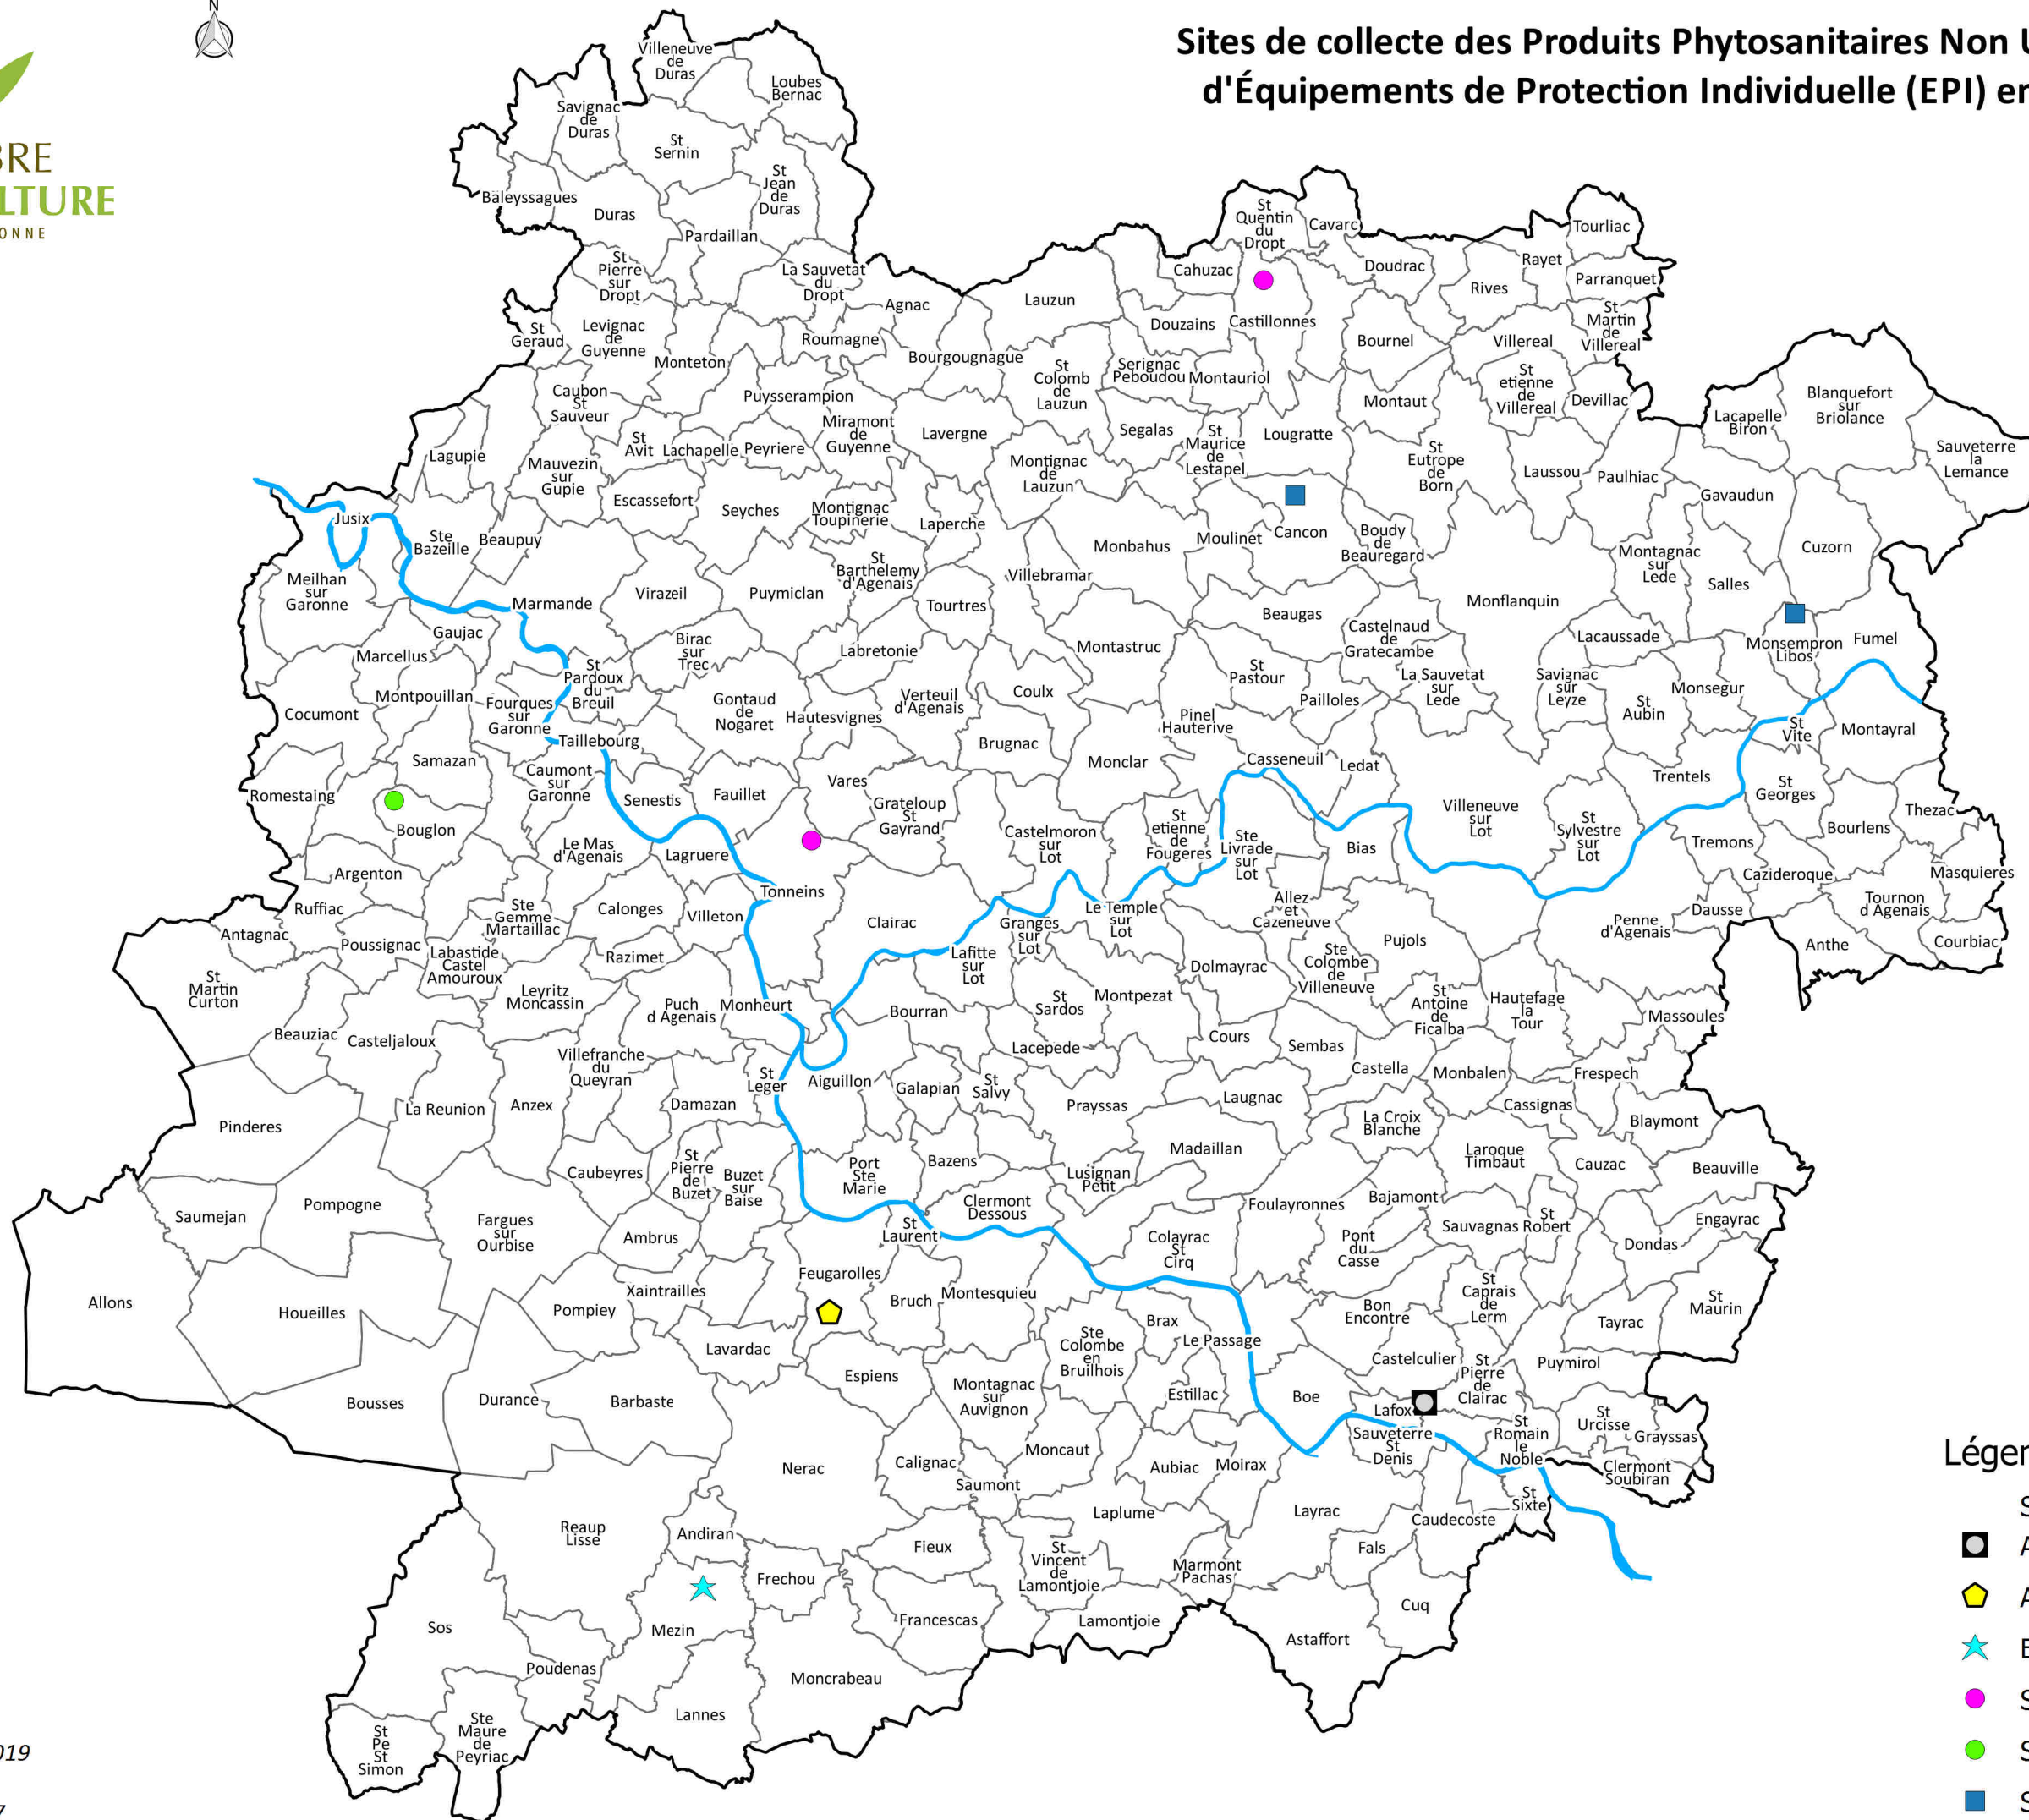 N
Sites de collecte des Produits Phytosanitaires Non U
d'Équipements de Protection Individuelle (EPI) en
BRE
LTURE
ONNE
Villeneuve
de
Duras
Loubes
Bernac
Savignac
de
Duras
St
Sernin
St
Jean
de
Duras
Baleyssagues
Duras
Pardaillan
St
Quentin
du
Dropt
Cavarc
Tourliac
St
Pierre
sur
Dropt
La Sauvetat
du
Dropt
Cahuzac
Doudrac
Rayet
Parranquet
Rives
Agnac
Lauzun
St
Geraud
Levignac
de
Guyenne
Roumagne
Douzains
Castillonnes
Bournel
Villereal
St
Martin
de
Villereal
Monteton
Bourgougnague
St
Colomb
de
Lauzun
Serignac
Peboudou
Montauriol
St
etienne
de
Villereal
Devillac
Caubon
St
Sauveur
Puysserampion
Montaut
Lacapelle
Biron
Blanquefort
sur
Briolance
Miramont
de
Guyenne
Lavergne
Segalas
St
Maurice
de
Lestapel
Lougratte
St
Avit
Lachapelle
Peyriere
Lagupie
Mauvezin
sur
Gupie
Montignac
de
Lauzun
St
Eutrope
de
Born
Laussou
Paulhiac
Sauveterre
la
Lemance
Gavaudun
Escassefort
Seyches
Montignac
Toupinerie
Laperche
Jusix
Ste
Bazeille
Beaupuy
Monbahus
Moulinet
Cancon
Boudy
de
Beauregard
Montagnac
sur
Lede
Cuzorn
Meilhan
sur
Garonne
St
Barthelemy
d'Agenais
Villebramar
Salles
Marmande
Virazeil
Puymiclan
Tourtres
Beaugas
Monflanquin
Gaujac
Birac
sur
Trec
Labretonie
Montastruc
Castelnaud
de
Gratecambe
Lacaussade
Monsempron
Libos
Fumel
Marcellus
St
Pardoux
du
Breuil
St
Pastour
La Sauvetat
sur
Lede
Savignac
sur
Leyze
Monsegur
Montpouillan
Fourques
sur
Garonne
Gontaud
de
Nogaret
Hautesvignes
Verteuil
d'Agenais
Coulx
Pailloles
St
Aubin
Cocumont
Pinel
Hauterive
St
Vite
Montayral
Taillebourg
Brugnac
Samazan
Monclar
Casseneuil
Ledat
Trentels
Romestaing
Caumont
sur
Garonne
Senestis
Fauillet
Vares
Grateloup
St
Gayrand
Villeneuve
sur
Lot
St
Georges
Thezac
Bouglon
Castelmoron
sur
Lot
St
etienne
de
Fougeres
Ste
Livrade
sur
Lot
Bias
St
Sylvestre
sur
Lot
Bourlens
Le Mas
d'Agenais
Lagruere
Tremons
Argenton
Tonneins
Cazideroque
Masquieres
Ruffiac
Ste
Gemme
Martaillac
Calonges
Villeton
Clairac
Granges
sur
Lot
Le Temple
sur
Lot
Allez
et
Cazeneuve
Dausse
Tournon
d Agenais
Antagnac
Poussignac
Penne
d'Agenais
Pujols
Anthe
Courbiac
Labastide
Castel
Amouroux
Razimet
Lafitte
sur
Lot
Dolmayrac
Ste
Colombe
de
Villeneuve
St
Martin
Curton
Leyritz
Moncassin
Puch
d Agenais
Monheurt
Bourran
St
Sardos
Montpezat
St
Antoine
de
Ficalba
Hautefage
la
Tour
Massoules
Beauziac
Casteljaloux
Lacepede
Cours
Sembas
Villefranche
du
Queyran
St
Leger
Aiguillon
Galapian
St
Salvy
Castella
Monbalen
Frespech
La Reunion
Anzex
Damazan
Prayssas
Laugnac
Cassignas
Pinderes
La Croix
Blanche
Blaymont
Madaillan
Laroque
Timbaut
Cauzac
Beauville
Caubeyres
St
Pierre
de
Buzet
Buzet
sur
Baise
Port
Ste
Marie
Bazens
Lusignan
Petit
Saumejan
Pompogne
Clermont
Dessous
Foulayronnes
Bajamont
Fargues
sur
Ourbise
Ambrus
St
Laurent
Sauvagnas
St
Robert
Engayrac
Colayrac
St
Cirq
Pont
du
Casse
Dondas
Feugarolles
Allons
Houeilles
Pompiey
Xaintrailles
Bruch
Montesquieu
St
Caprais
de
Lerm
St
Maurin
Bon
Encontre
Tayrac
Brax
Le Passage
Lavardac
Ste
Colombe
en
Bruilhois
Castelculier
St
Pierre
de
Clairac
Puymirol
Espiens
Bousses
Durance
Barbaste
Montagnac
sur
Auvignon
Estillac
Boe
Lafox
St
Urcisse
Grayssas
Sauveterre
St
Denis
St
Romain
le
Noble
Nerac
Calignac
Moncaut
Aubiac
Moirax
Clermont
Soubiran
Saumont
St
Sixte
Reaup
Lisse
Andiran
Laplume
Layrac
Caudecoste
Fieux
St
Vincent
de
Lamontjoie
Fals
Frechou
Marmont
Pachas
Sos
Mezin
Francescas
Lamontjoie
Cuq
Astaffort
Poudenas
Moncrabeau
Lannes
St
Pe
St
Simon
Ste
Maure
de
Peyriac
Léger
S
A
A
E
S
S
S
019